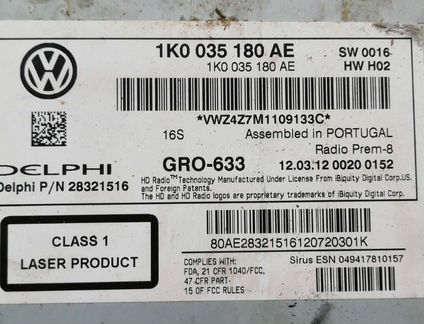 1K0 035 180 AE
SW 0016
1K0 035 180 AE
HW H02
*VWZ4Z7M1109133C*
16S
Assembled in PORTUGAL
Radio Prem-8
DELPHI
GRO-633
12.03.12 0020 0152
Delphi P/N 28321516
HD Radio™ Technology Manufactured Under License From iBiquity Digital Corp. US.
and Foreign Patents.
The HD and HD Radio logos are proprietary trademarks of iBiquity Digital Corp.
CLASS 1
LASER PRODUCT
80AE28321516120720301K
COMPLIES WITH:
FDA, 21 CFR 1040/FCC,
47 CFR PART-
15 OF FCC RULES
Sirus ESN 049417810157